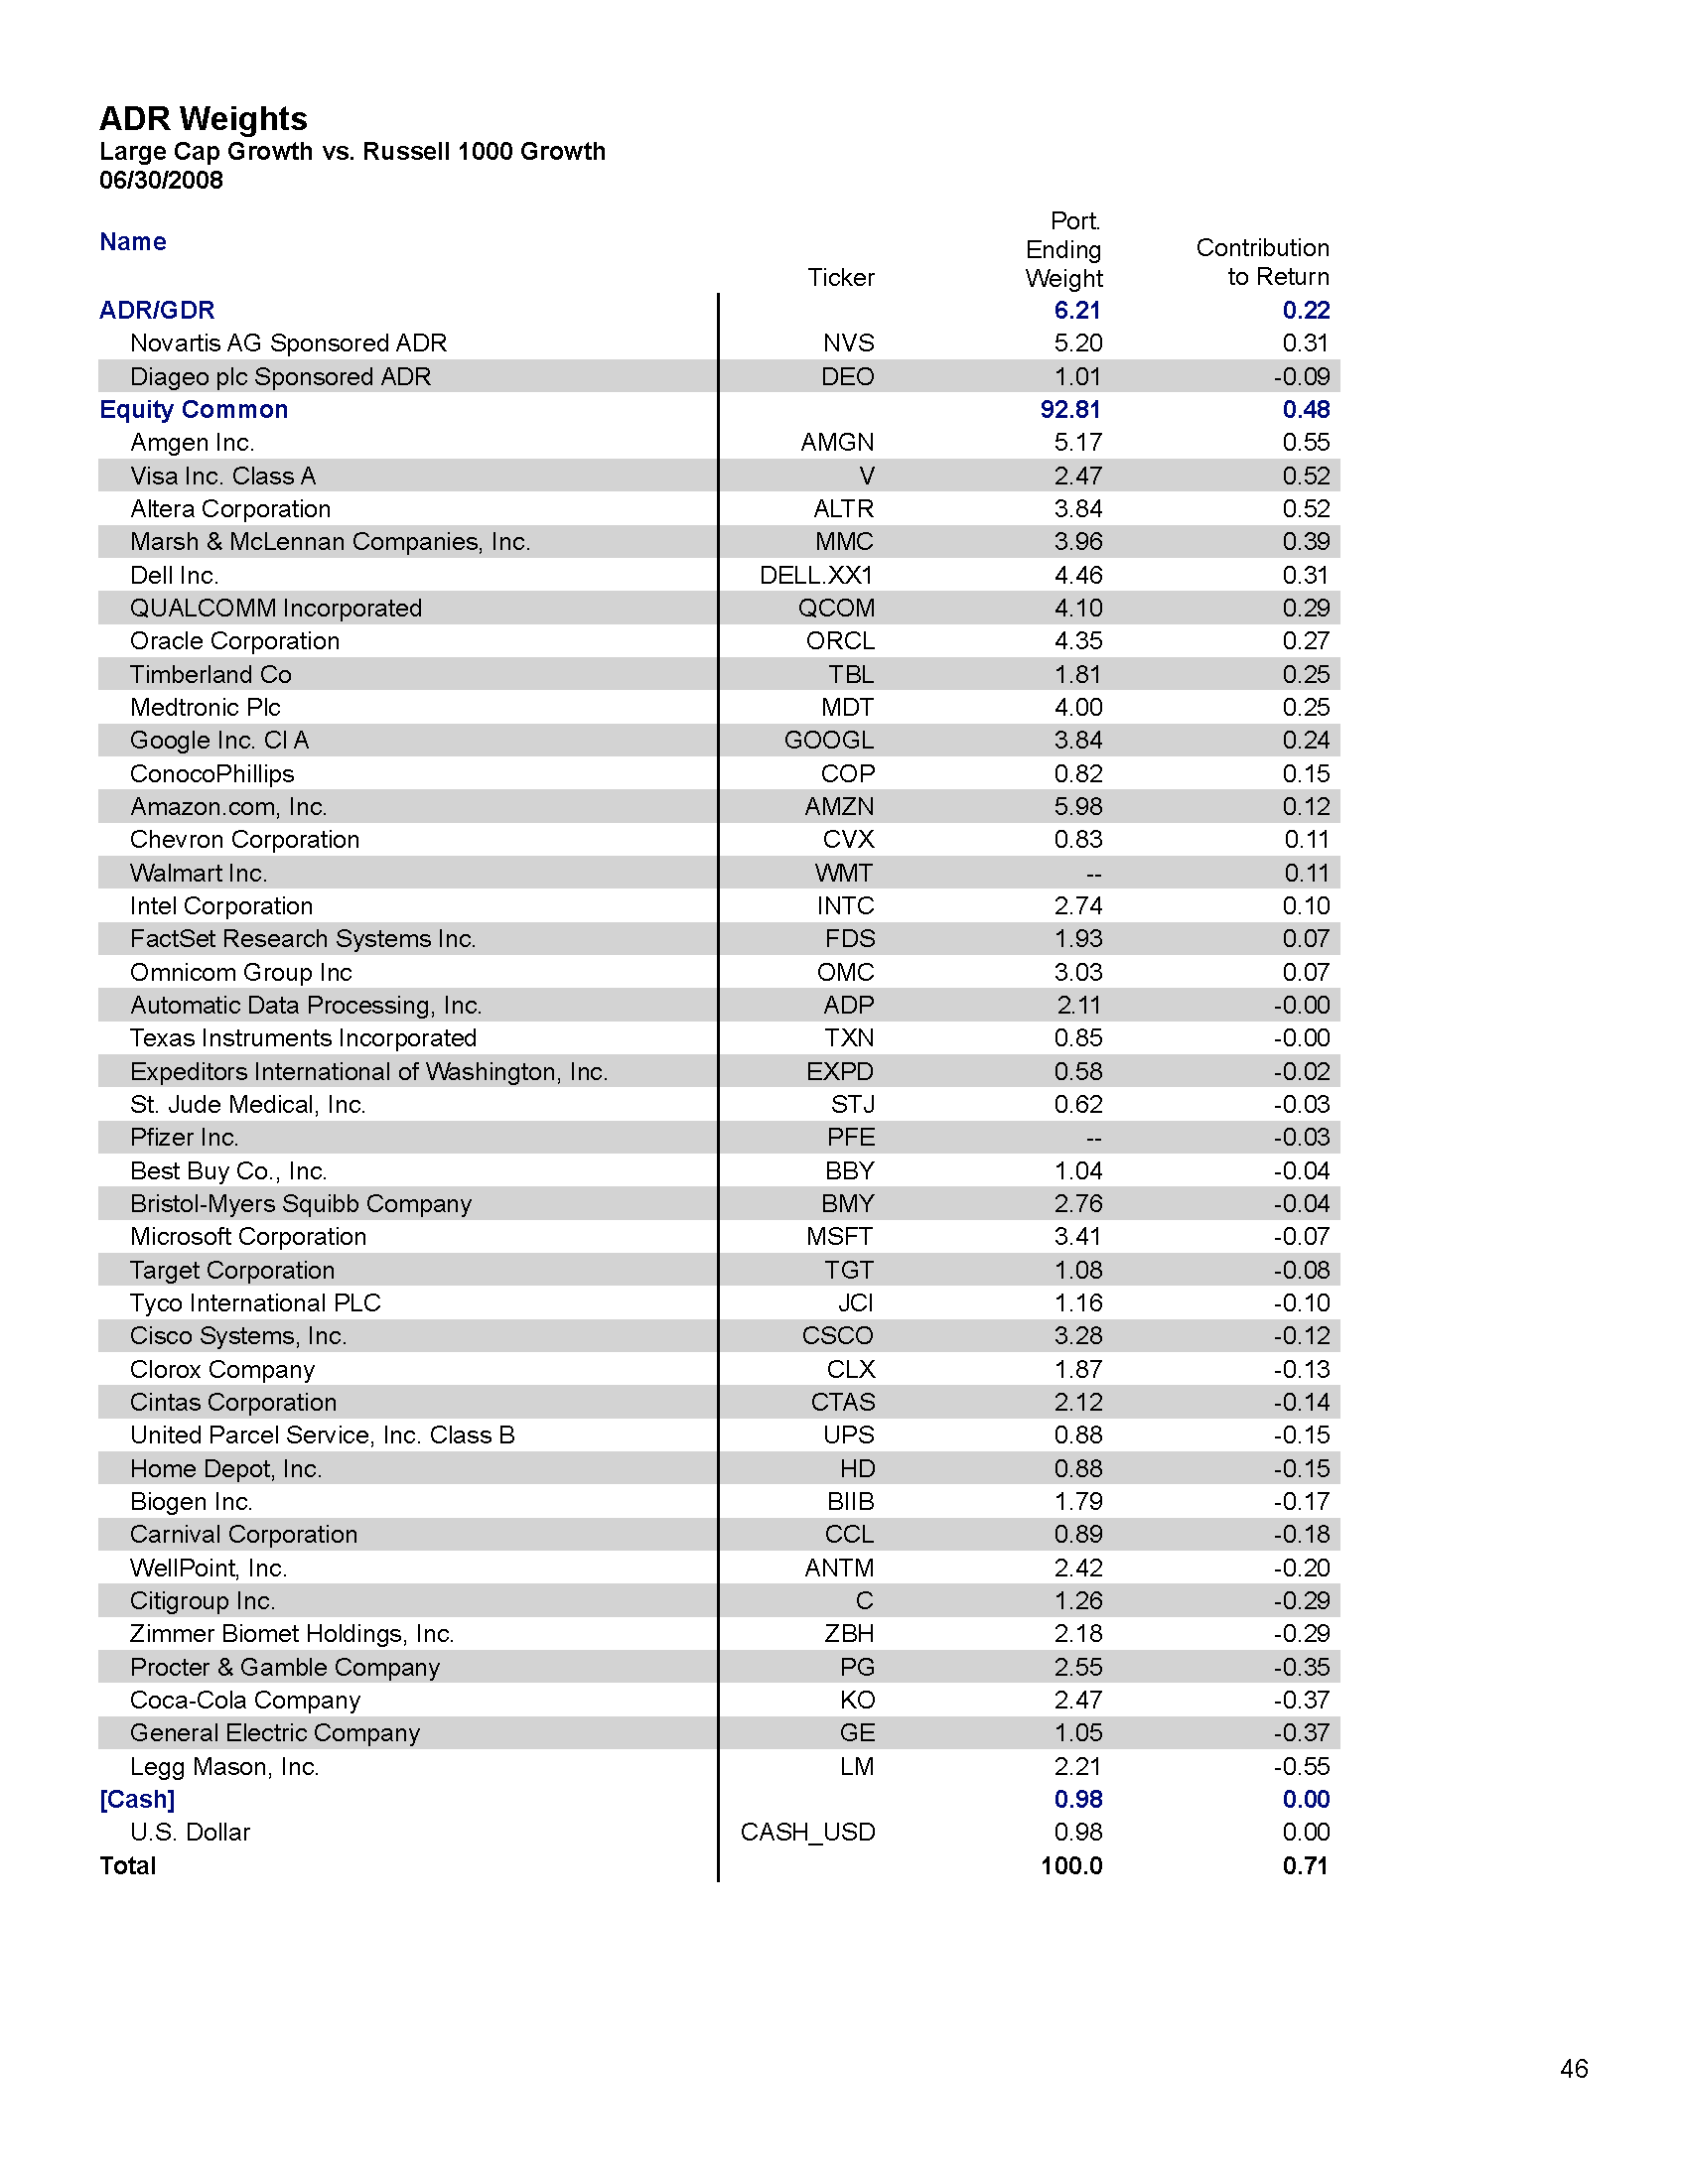 ADR Weights
Large Cap Growth vs. Russell 1000 Growth
06/30/2008
Name Ticker Port. Ending Weight Contribution to Return
ADR/GDR 6.21 0.22
Novartis AG Sponsored ADR NVS 5.20 0.31
Diageo plc Sponsored ADR DEO 1.01 -0.09
Equity Common 92.81 0.48
Amgen Inc. AMGN 5.17 0.55
Visa Inc. Class A V 2.47 0.52
Altera Corporation ALTR 3.84 0.52
Marsh & McLennan Companies, Inc. MMC 3.96 0.39
Dell Inc. DELL.XX1 4.46 0.31
QUALCOMM Incorporated QCOM 4.10 0.29
Oracle Corporation ORCL 4.35 0.27
Timberland Co TBL 1.81 0.25
Medtronic Plc MDT 4.00 0.25
Google Inc. Cl A GOOGL 3.84 0.24
ConocoPhillips COP 0.82 0.15
Amazon.com, Inc. AMZN 5.98 0.12
Chevron Corporation CVX 0.83 0.11
Walmart Inc. WMT -- 0.11
Intel Corporation INTC 2.74 0.10
FactSet Research Systems Inc. FDS 1.93 0.07
Omnicom Group Inc OMC 3.03 0.07
Automatic Data Processing, Inc. ADP 2.11 -0.00
Texas Instruments Incorporated TXN 0.85 -0.00
Expeditors International of Washington, Inc. EXPD 0.58 -0.02
St. Jude Medical, Inc. STJ 0.62 -0.03
Pfizer Inc. PFE -- -0.03
Best Buy Co., Inc. BBY 1.04 -0.04
Bristol-Myers Squibb Company BMY 2.76 -0.04
Microsoft Corporation MSFT 3.41 -0.07
Target Corporation TGT 1.08 -0.08
Tyco International PLC JCI 1.16 -0.10
Cisco Systems, Inc. CSCO 3.28 -0.12
Clorox Company CLX 1.87 -0.13
Cintas Corporation CTAS 2.12 -0.14
United Parcel Service, Inc. Class B UPS 0.88 -0.15
Home Depot, Inc. HD 0.88 -0.15
Biogen Inc. BIIB 1.79 -0.17
Carnival Corporation CCL 0.89 -0.18
WellPoint, Inc. ANTM 2.42 -0.20
Citigroup Inc. C 1.26 -0.29
Zimmer Biomet Holdings, Inc. ZBH 2.18 -0.29
Procter & Gamble Company PG 2.55 -0.35
Coca-Cola Company KO 2.47 -0.37
General Electric Company GE 1.05 -0.37
Legg Mason, Inc. LM 2.21 -0.55
[Cash] 0.98 0.00
U.S. Dollar CASH_USD 0.98 0.00
Total 100.0 0.71
46